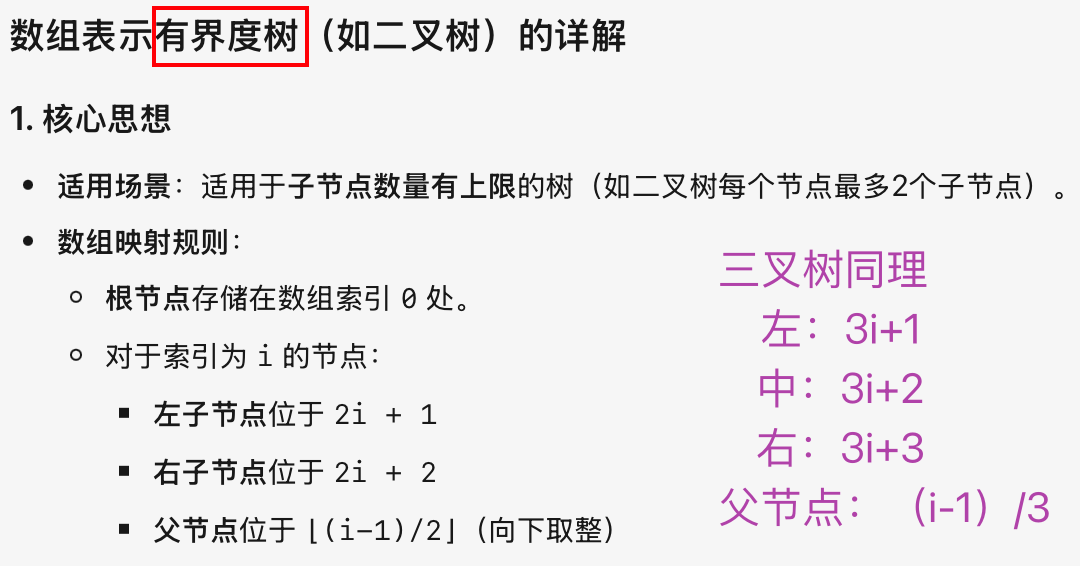 数组表示有界度树（如二叉树）的详解
1. 核心思想
• 适用场景：适用于子节点数量有上限的树（如二叉树每个节点最多2个子节点）。
• 数组映射规则：
○ 根节点存储在数组索引 0 处。
○ 对于索引为 i 的节点：
▪ 左子节点位于 2i + 1
▪ 右子节点位于 2i + 2
▪ 父节点位于 ⌊(i-1)/2⌋（向下取整）
三叉树同理
左：3i+1
中：3i+2
右：3i+3
父节点：（i-1）/3